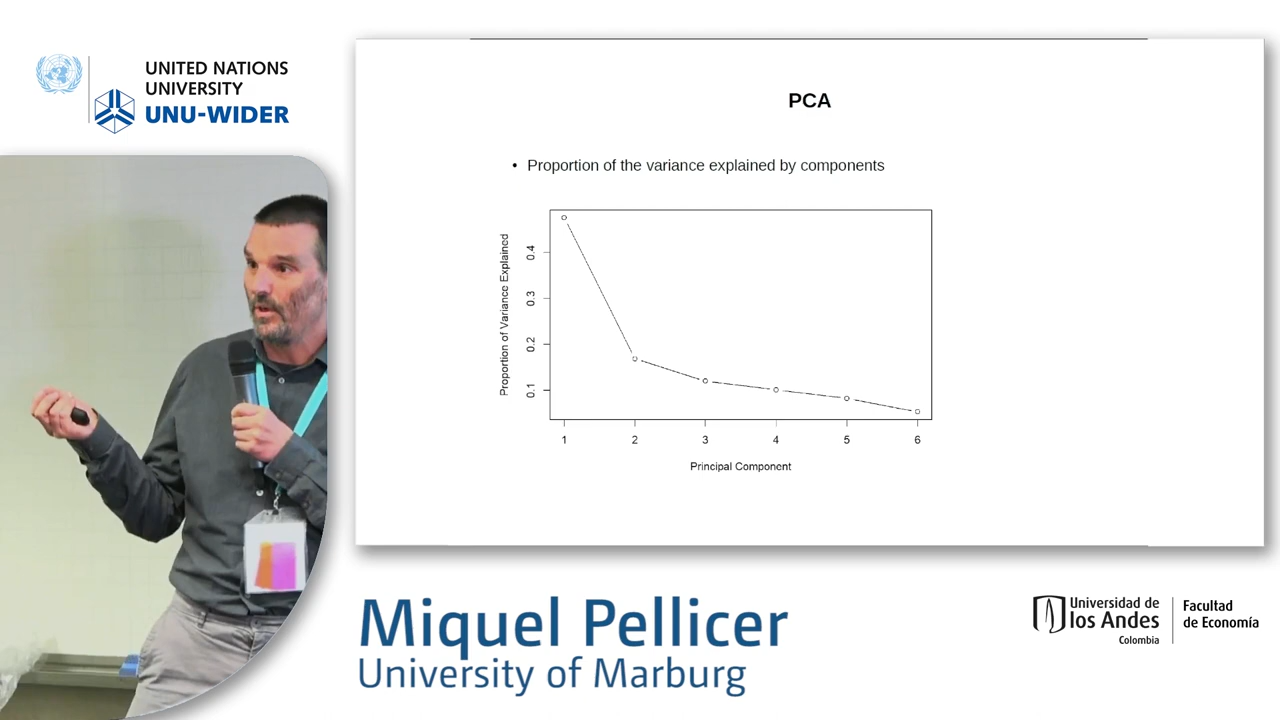 UNITED NATIONS
UNIVERSITY
UNU-WIDER
PCA
• Proportion of the variance explained by components
Proportion of Variance Explained
0.4
0.3
0.2
0.1
1 2 3 4 5 6
Principal Component
Miquel Pellicer
University of Marburg
Universidad de
los Andes
Colombia
Facultad
de Economía